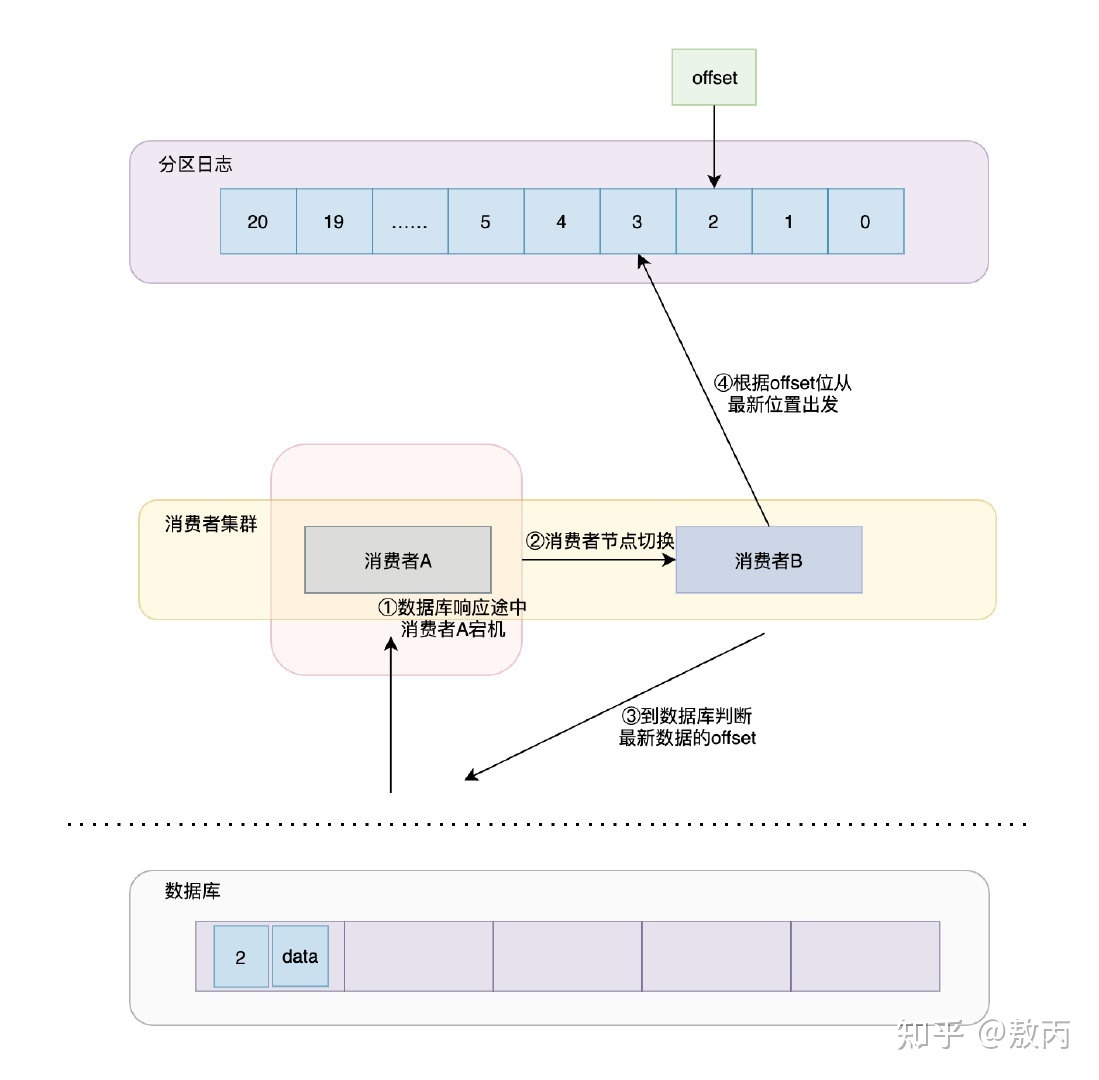 offset
分区日志
20 19 …… 5 4 3 2 1 0
④根据offset位从
最新位置出发
消费者集群
消费者A
②消费者节点切换
消费者B
①数据库响应途中
消费者A宕机
③到数据库判断
最新数据的offset
数据库
2 data
知乎 @敖丙